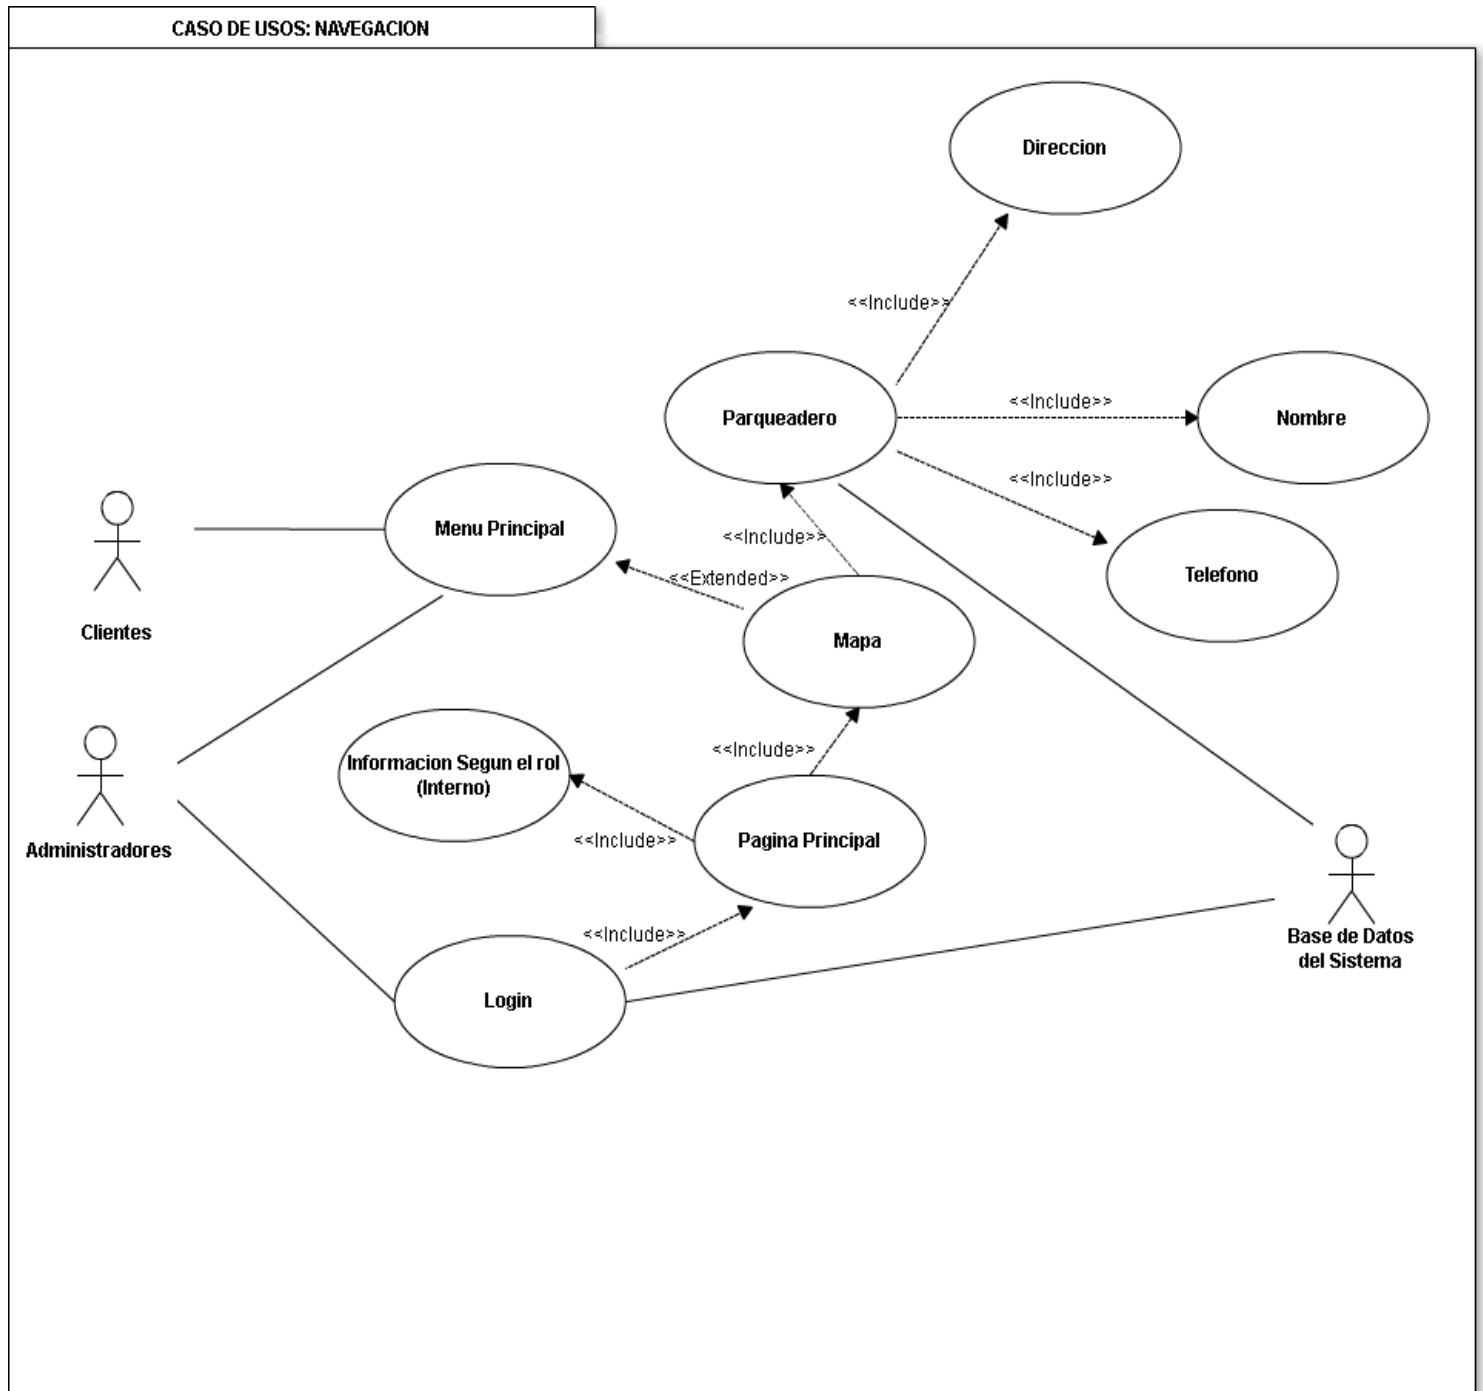 CASO DE USOS: NAVEGACION
Direccion
<<Include>>
Parqueadero
<<Include>>
Nombre
<<Include>>
Telefono
Menu Principal
<<Include>>
<<Extended>>
Mapa
Clientes
<<Include>>
Informacion Segun el rol
(Interno)
<<Include>>
Pagina Principal
Administradores
<<Include>>
Login
Base de Datos
del Sistema